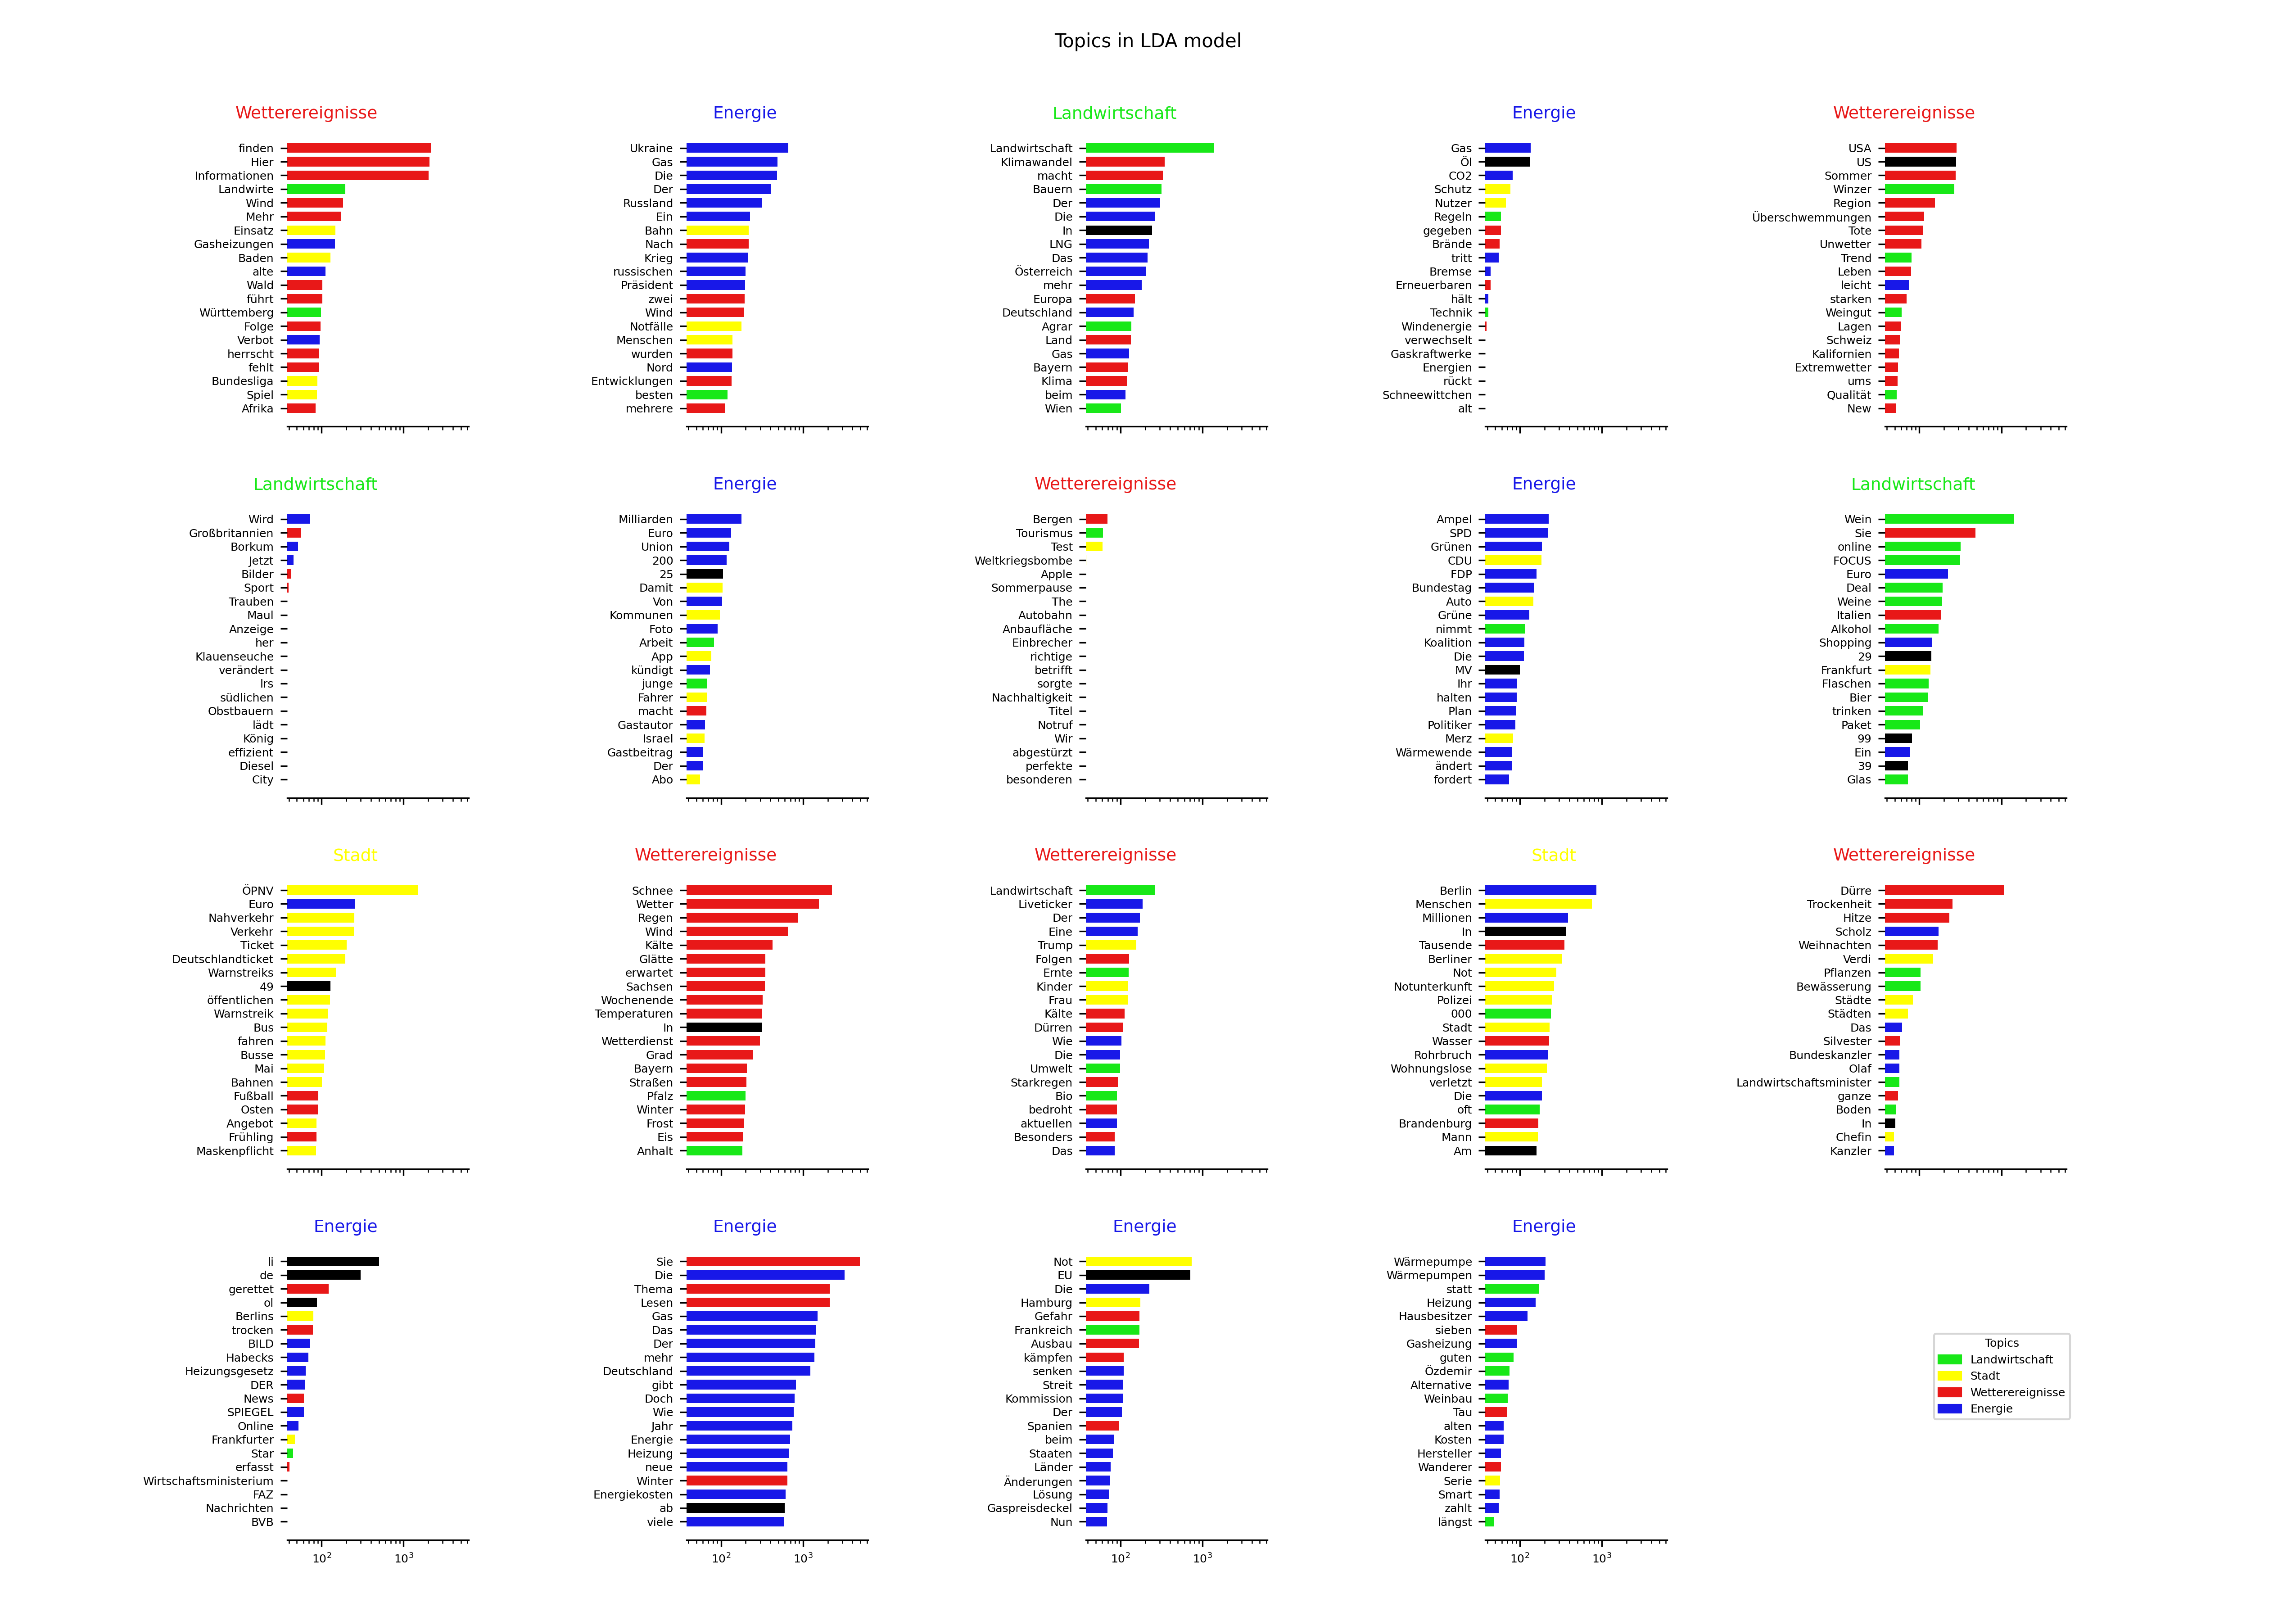 Topics in LDA model
Wetterereignisse
finden
Hier
Informationen
Landwirte
Wind
Mehr
Einsatz
Gasheizungen
Baden
alte
Wald
führt
Württemberg
Folge
Verbot
herrscht
fehlt
Bundesliga
Spiel
Afrika
Energie
Ukraine
Gas
Die
Der
Russland
Ein
Bahn
Nach
Krieg
russischen
Präsident
zwei
Wind
Notfälle
Menschen
wurden
Nord
Entwicklungen
besten
mehrere
Landwirtschaft
Landwirtschaft
Klimawandel
macht
Bauern
Der
Die
In
LNG
Das
Österreich
mehr
Europa
Deutschland
Agrar
Land
Gas
Bayern
Klima
beim
Wien
Energie
Gas
Öl
CO2
Schutz
Nutzer
Regeln
gegeben
Brände
tritt
Bremse
Erneuerbaren
hält
Technik
Windenergie
verwechselt
Gaskraftwerke
Energien
rückt
Schneewittchen
alt
Wetterereignisse
USA
US
Sommer
Winzer
Region
Überschwemmungen
Tote
Unwetter
Trend
Leben
leicht
starken
Weingut
Lagen
Schweiz
Kalifornien
Extremwetter
ums
Qualität
New
Landwirtschaft
Wird
Großbritannien
Borkum
Jetzt
Bilder
Sport
Trauben
Maul
Anzeige
her
Klauenseuche
verändert
Irs
südlichen
Obstbauern
lädt
König
effizient
Diesel
City
Energie
Milliarden
Euro
Union
200
25
Damit
Von
Kommunen
Foto
Arbeit
App
kündigt
junge
Fahrer
macht
Gastautor
Israel
Gastbeitrag
Der
Abo
Wetterereignisse
Bergen
Tourismus
Test
Weltkriegsbombe
Apple
Sommerpause
The
Autobahn
Anbaufläche
Einbrecher
richtige
betrifft
sorgte
Nachhaltigkeit
Titel
Notruf
Wir
abgestürzt
perfekte
besonderen
Energie
Ampel
SPD
Grünen
CDU
FDP
Bundestag
Auto
Grüne
nimmt
Koalition
Die
MV
Ihr
halten
Plan
Politiker
Merz
Wärmewende
ändert
fordert
Landwirtschaft
Wein
Sie
online
FOCUS
Euro
Deal
Weine
Italien
Alkohol
Shopping
29
Frankfurt
Flaschen
Bier
trinken
Paket
99
Ein
39
Glas
Stadt
ÖPNV
Euro
Nahverkehr
Verkehr
Ticket
Deutschlandticket
Warnstreiks
49
öffentlichen
Warnstreik
Bus
fahren
Busse
Mai
Bahnen
Fußball
Osten
Angebot
Frühling
Maskenpflicht
Wetterereignisse
Schnee
Wetter
Regen
Wind
Kälte
Glätte
erwartet
Sachsen
Wochenende
Temperaturen
In
Wetterdienst
Grad
Bayern
Straßen
Pfalz
Winter
Frost
Eis
Anhalt
Wetterereignisse
Landwirtschaft
Liveticker
Der
Eine
Trump
Folgen
Ernte
Kinder
Frau
Kälte
Dürren
Wie
Die
Umwelt
Starkregen
Bio
bedroht
aktuellen
Besonders
Das
Stadt
Berlin
Menschen
Millionen
In
Tausende
Berliner
Not
Notunterkunft
Polizei
000
Stadt
Wasser
Rohrbruch
Wohnungslose
verletzt
Die
oft
Brandenburg
Mann
Am
Wetterereignisse
Dürre
Trockenheit
Hitze
Scholz
Weihnachten
Verdi
Pflanzen
Bewässerung
Städte
Städten
Das
Silvester
Bundeskanzler
Olaf
Landwirtschaftsminister
ganze
Boden
In
Chefin
Kanzler
Energie
li
de
gerettet
ol
Berlins
trocken
BILD
Habecks
Heizungsgesetz
DER
News
SPIEGEL
Online
Frankfurter
Star
erfasst
Wirtschaftsministerium
FAZ
Nachrichten
BVB
10² 10³
Energie
Sie
Die
Thema
Lesen
Gas
Das
Der
mehr
Deutschland
gibt
Doch
Wie
Jahr
Energie
Heizung
neue
Winter
Energiekosten
ab
viele
10² 10³
Energie
Not
EU
Die
Hamburg
Gefahr
Frankreich
Ausbau
kämpfen
senken
Streit
Kommission
Der
Spanien
beim
Staaten
Länder
Änderungen
Lösung
Gaspreisdeckel
Nun
10² 10³
Energie
Wärmepumpe
Wärmepumpen
statt
Heizung
Hausbesitzer
sieben
Gasheizung
guten
Özdemir
Alternative
Weinbau
Tau
alten
Kosten
Hersteller
Wanderer
Serie
Smart
zahlt
längst
10² 10³
Topics
Landwirtschaft
Stadt
Wetterereignisse
Energie